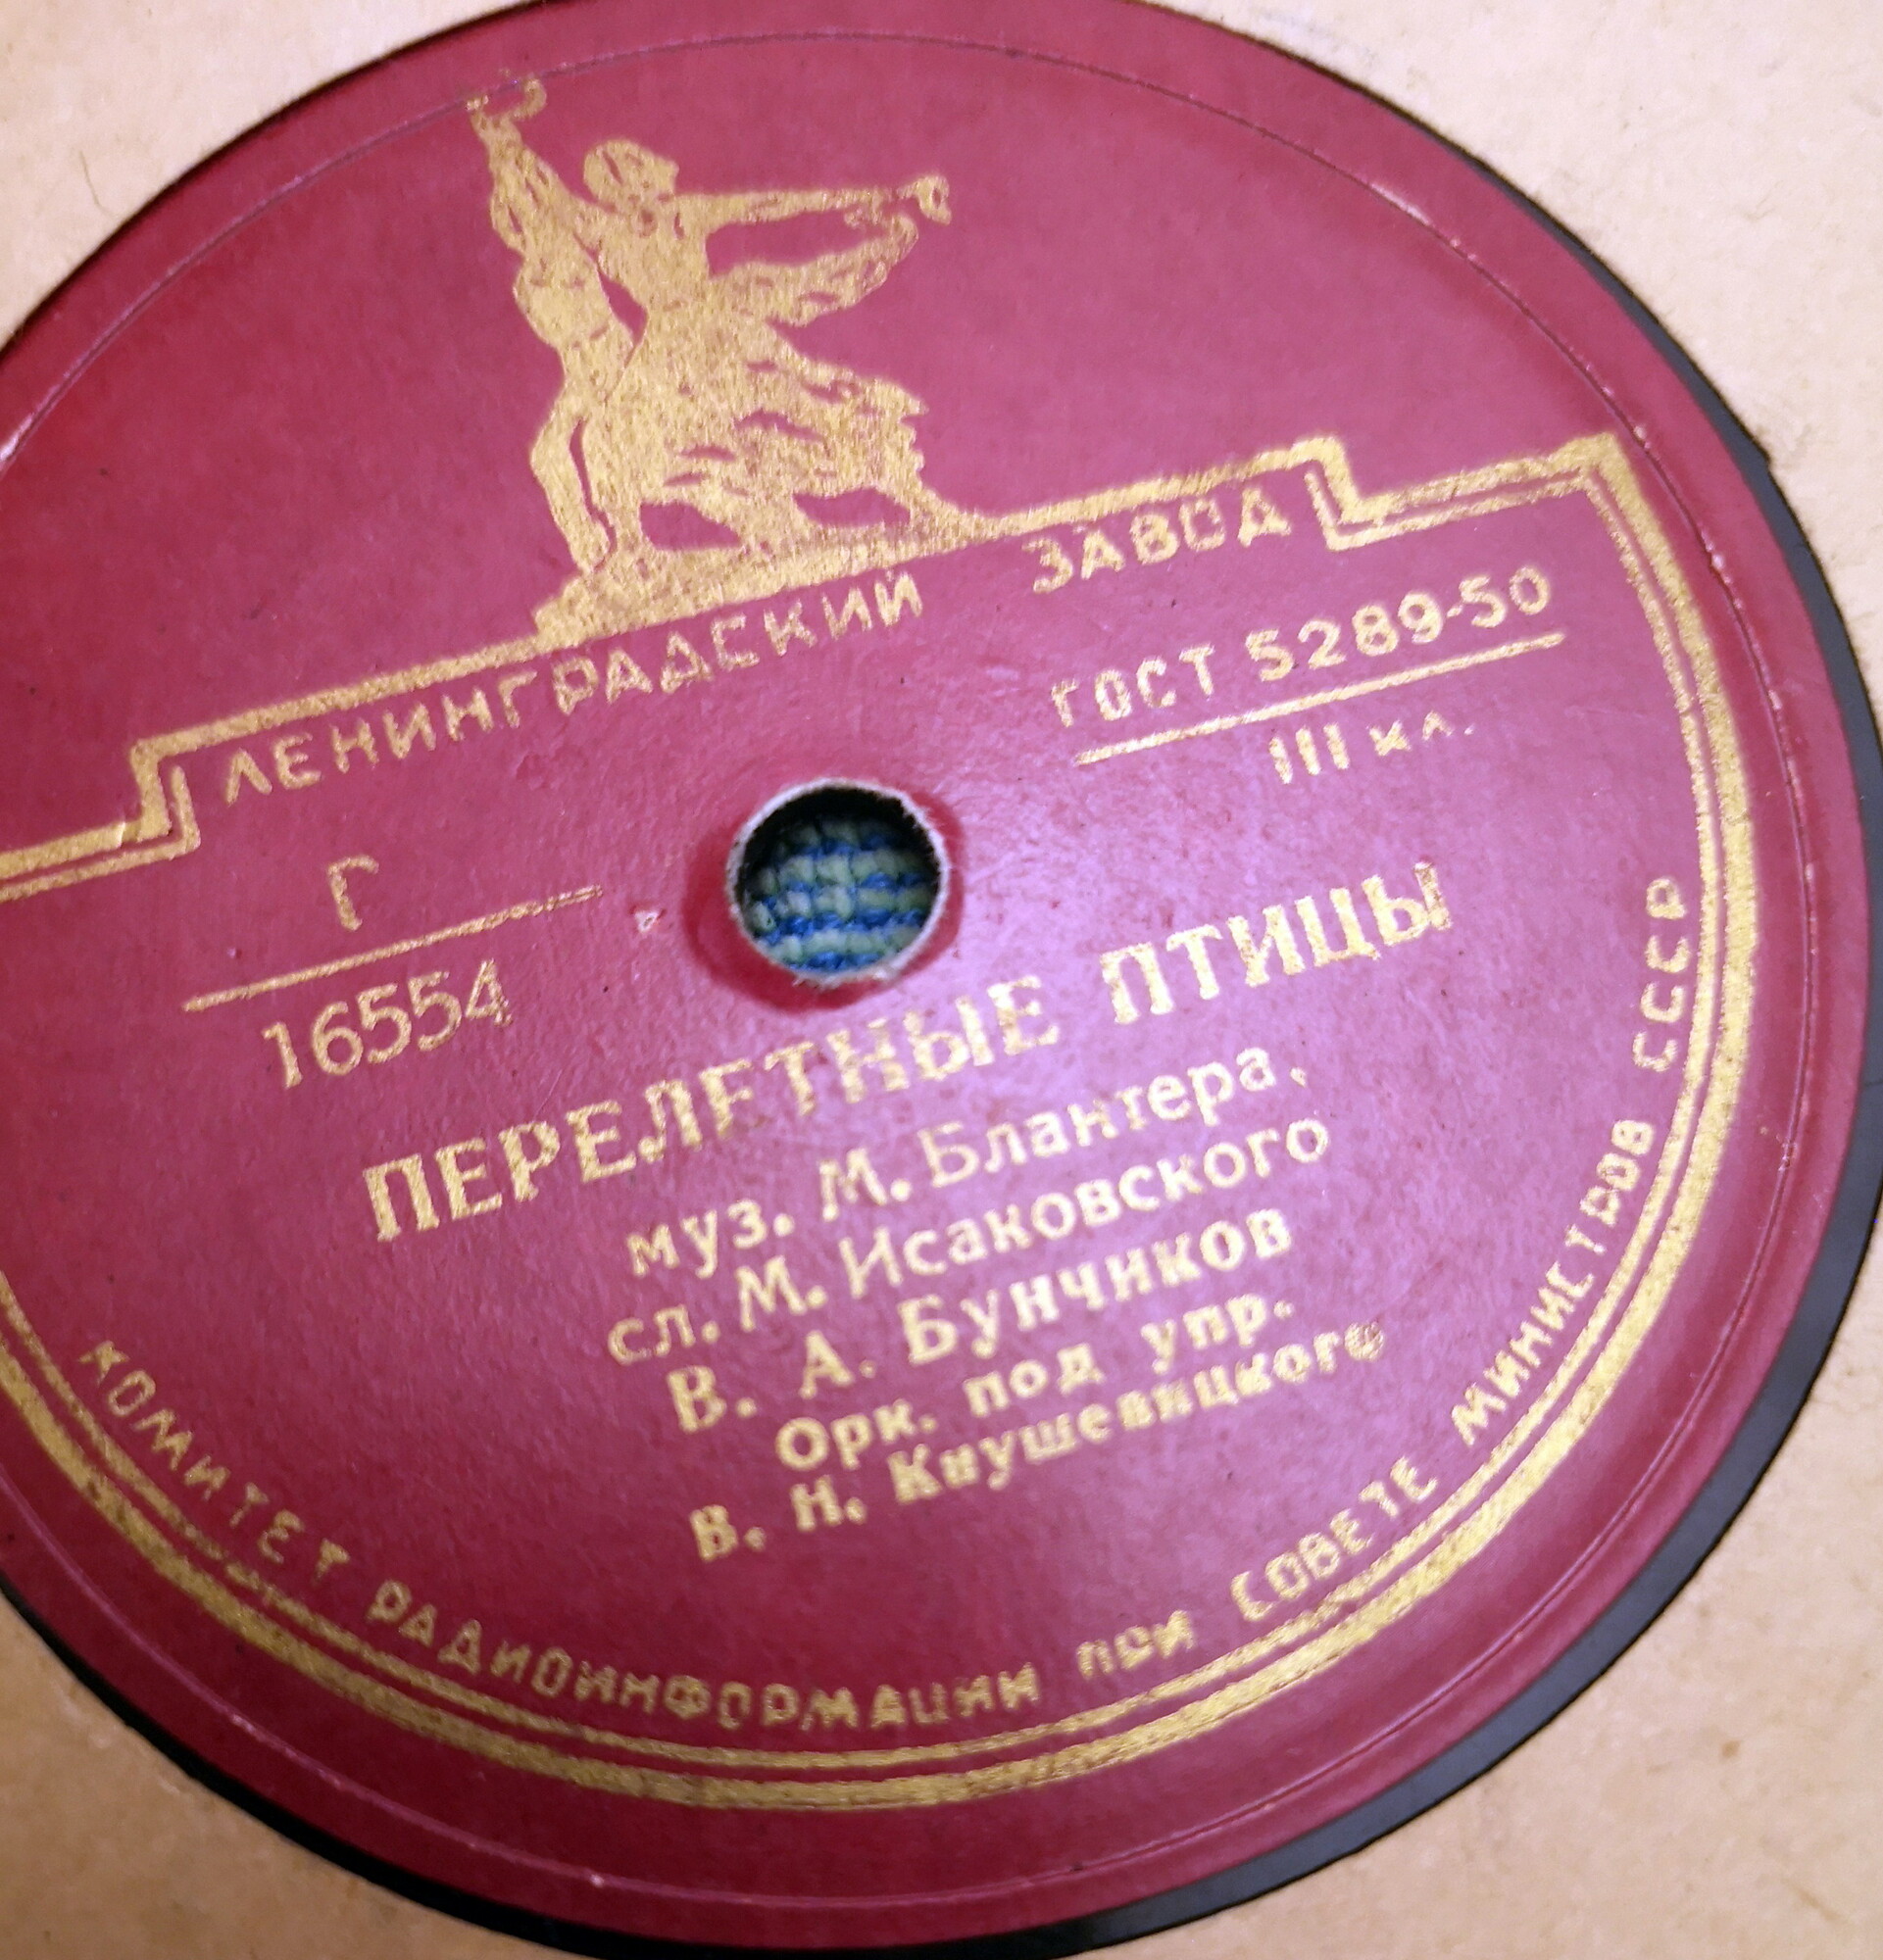 ЛЕНИНГРАДСКИЙ ЗАВОД
ГОСТ 5289-50
III кл.
Г
16554
ПЕРЕЛЕТНЫЕ ПТИЦЫ
муз. М. Блантера,
сл. М. Исаковского
В. А. Бунчиков
Орк. под упр.
В. Н. Кнушевицкого
КОМИТЕТ РАДИОИНФОРМАЦИИ ПРИ СОВЕТЕ МИНИСТРОВ СССР